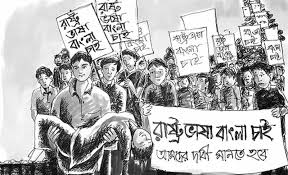 রাষ্ট্র
ভাষা
বাংলা
চাই
রাষ্ট্র
ভাষা
বাংলা চাই
রাষ্ট্র ভাষা
বাংলা
চাই
রাষ্ট্র ভাষা বাংলা চাই
আমাদের দাবী মানতে হবে